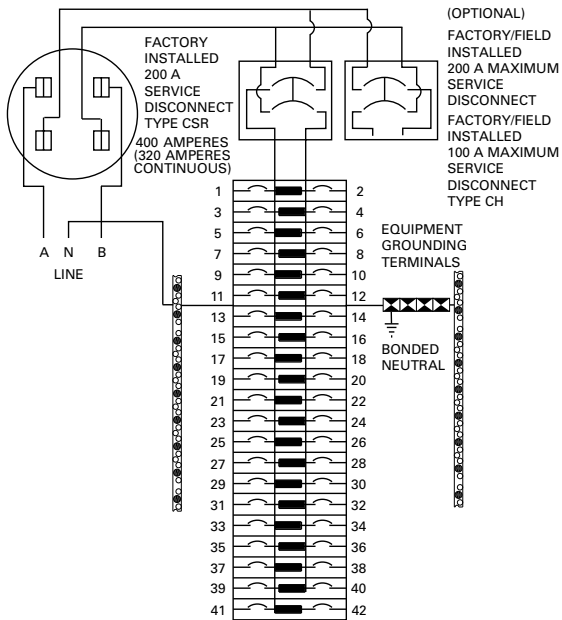 FACTORY
INSTALLED
200 A
SERVICE
DISCONNECT
TYPE CSR
400 AMPERES
(320 AMPERES
CONTINUOUS)
(OPTIONAL)
FACTORY/FIELD
INSTALLED
200 A MAXIMUM
SERVICE
DISCONNECT
FACTORY/FIELD
INSTALLED
100 A MAXIMUM
SERVICE
DISCONNECT
TYPE CH
A N B
LINE
EQUIPMENT
GROUNDING
TERMINALS
BONDED
NEUTRAL
1 2
3 4
5 6
7 8
9 10
11 12
13 14
15 16
17 18
19 20
21 22
23 24
25 26
27 28
29 30
31 32
33 34
35 36
37 38
39 40
41 42